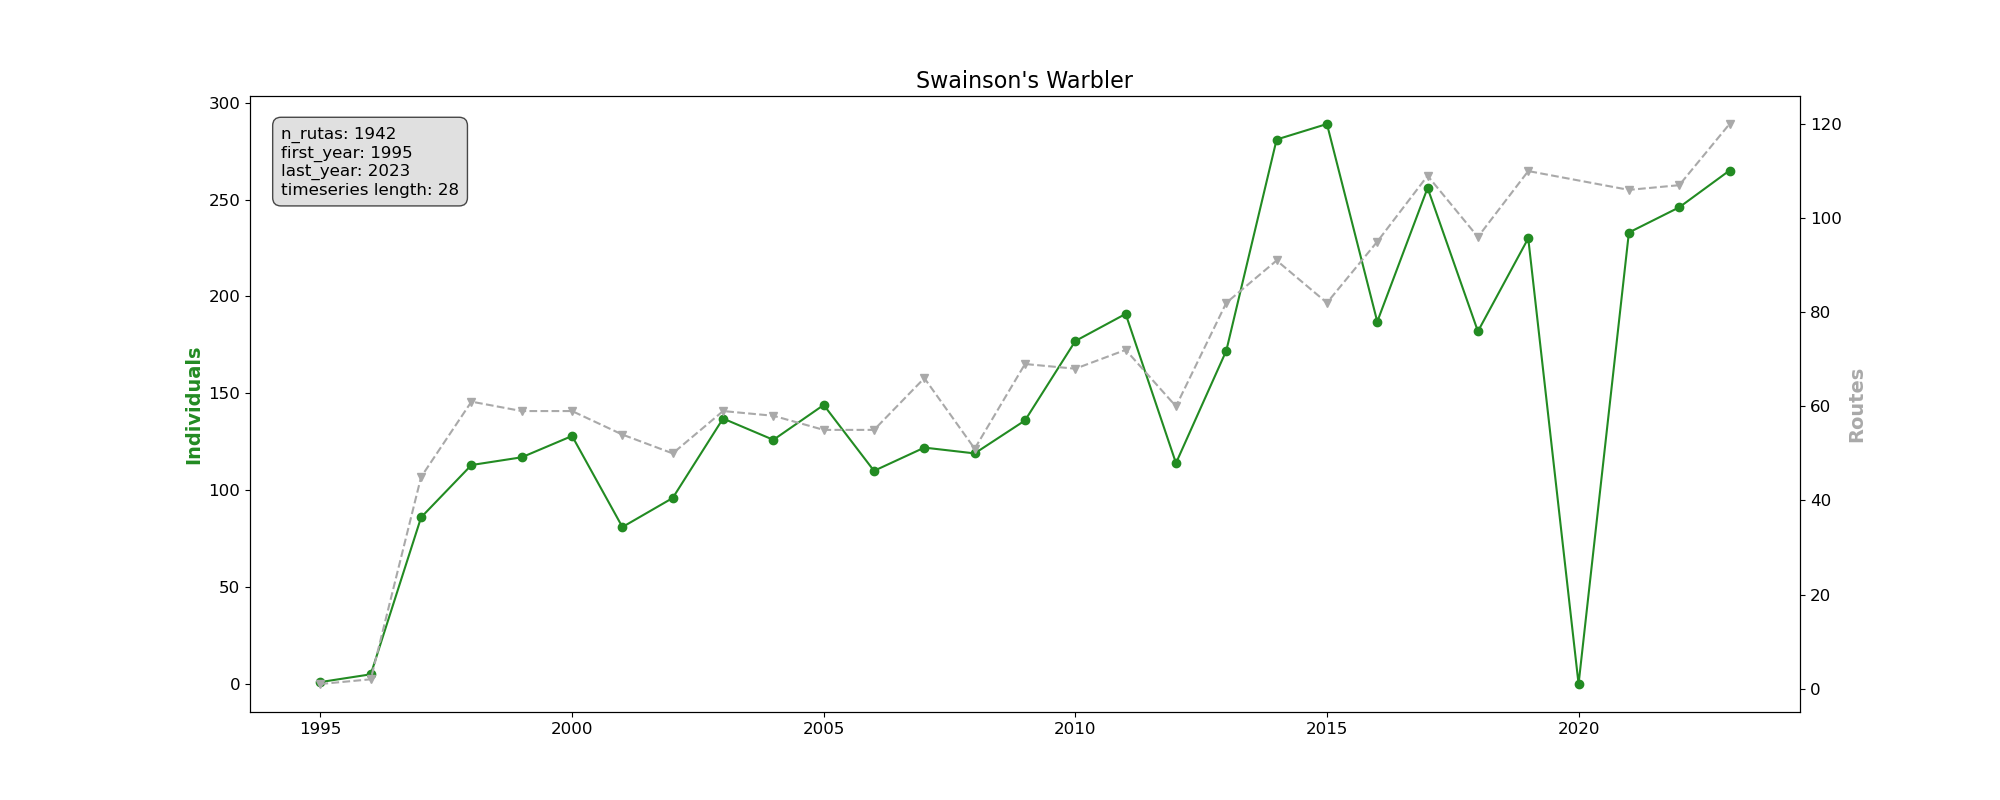 Swainson's Warbler
n_rutas: 1942
first_year: 1995
last_year: 2023
timeseries length: 28
300
250
200
150
100
50
0
Individuals
120
100
80
60
40
20
0
Routes
1995
2000
2005
2010
2015
2020